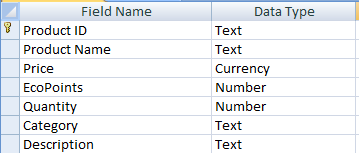 Field Name Data Type
Product ID Text
Product Name Text
Price Currency
EcoPoints Number
Quantity Number
Category Text
Description Text